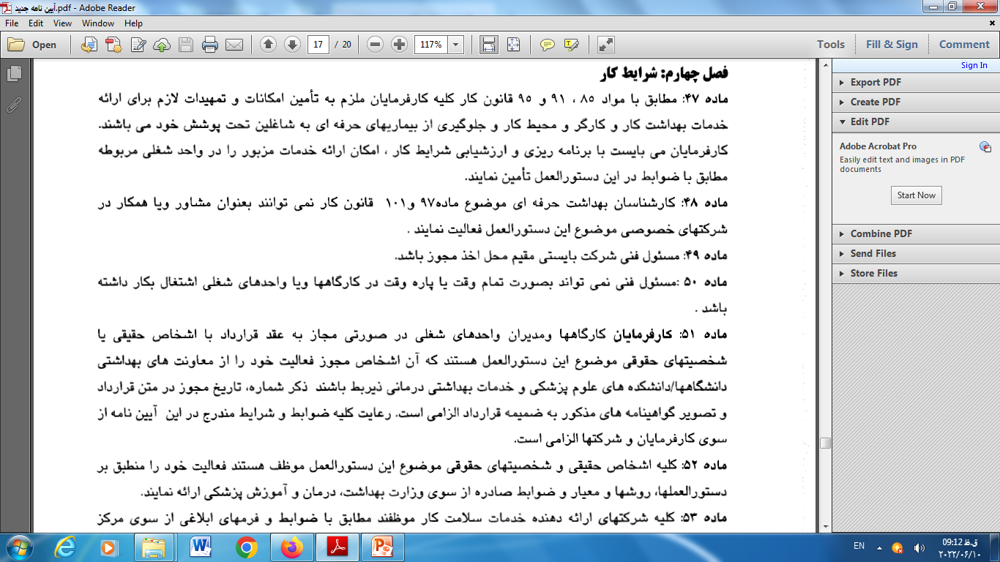 آیین نامه جدید.pdf - Adobe Reader
File Edit View Window Help
Open 17 / 20 117% Tools Fill & Sign Comment
Sign In
Export PDF
Create PDF
Edit PDF
Adobe Acrobat Pro
Easily edit text and images in PDF
documents
Start Now
Combine PDF
Send Files
Store Files
فصل چهارم: شرایط کار
ماده ۴۷: مطابق با مواد ۸۵ ، ۹۱ و ۹۵ قانون کار کلیه کارفرمایان ملزم به تأمین امکانات و تمهیدات لازم برای ارائه
خدمات بهداشت کار و کارگر و محیط کار و جلوگیری از بیماریهای حرفه ای به شاغلین تحت پوشش خود می باشند.
کارفرمایان می بایست با برنامه ریزی و ارزشیابی شرایط کار ، امکان ارائه خدمات مزبور را در واحد شغلی مربوطه
مطابق با ضوابط در این دستورالعمل تأمین نمایند.
ماده ۴۸: کارشناسان بهداشت حرفه ای موضوع ماده۹۷ و۱۰۱ قانون کار نمی توانند بعنوان مشاور ویا همکار در
شرکتهای خصوصی موضوع این دستورالعمل فعالیت نمایند .
ماده ۴۹: مسئول فنی شرکت بایستی مقیم محل اخذ مجوز باشد.
ماده ۵۰ :مسئول فنی نمی تواند بصورت تمام وقت یا پاره وقت در کارگاهها ویا واحدهای شغلی اشتغال بکار داشته
باشد .
ماده ۵۱: کارفرمایان کارگاهها ومدیران واحدهای شغلی در صورتی مجاز به عقد قرارداد با اشخاص حقیقی یا
شخصیتهای حقوقی موضوع این دستورالعمل هستند که آن اشخاص مجوز فعالیت خود را از معاونت های بهداشتی
دانشگاهها/دانشکده های علوم پزشکی و خدمات بهداشتی درمانی ذیربط باشند ذکر شماره، تاریخ مجوز در متن قرارداد
و تصویر گواهینامه های مذکور به ضمیمه قرارداد الزامی است. رعایت کلیه ضوابط و شرایط مندرج در این آیین نامه از
سوی کارفرمایان و شرکتها الزامی است.
ماده ۵۲: کلیه اشخاص حقیقی و شخصیتهای حقوقی موضوع این دستورالعمل موظف هستند فعالیت خود را منطبق بر
دستورالعملها، روشها و معیار و ضوابط صادره از سوی وزارت بهداشت، درمان و آموزش پزشکی ارائه نمایند.
ماده ۵۳: کلیه شرکتهای ارائه دهنده خدمات سلامت کار موظفند مطابق با ضوابط و فرمهای ابلاغی از سوی مرکز
EN
09:12 ق.ظ
۲۰۲۲/۰۶/۱۰